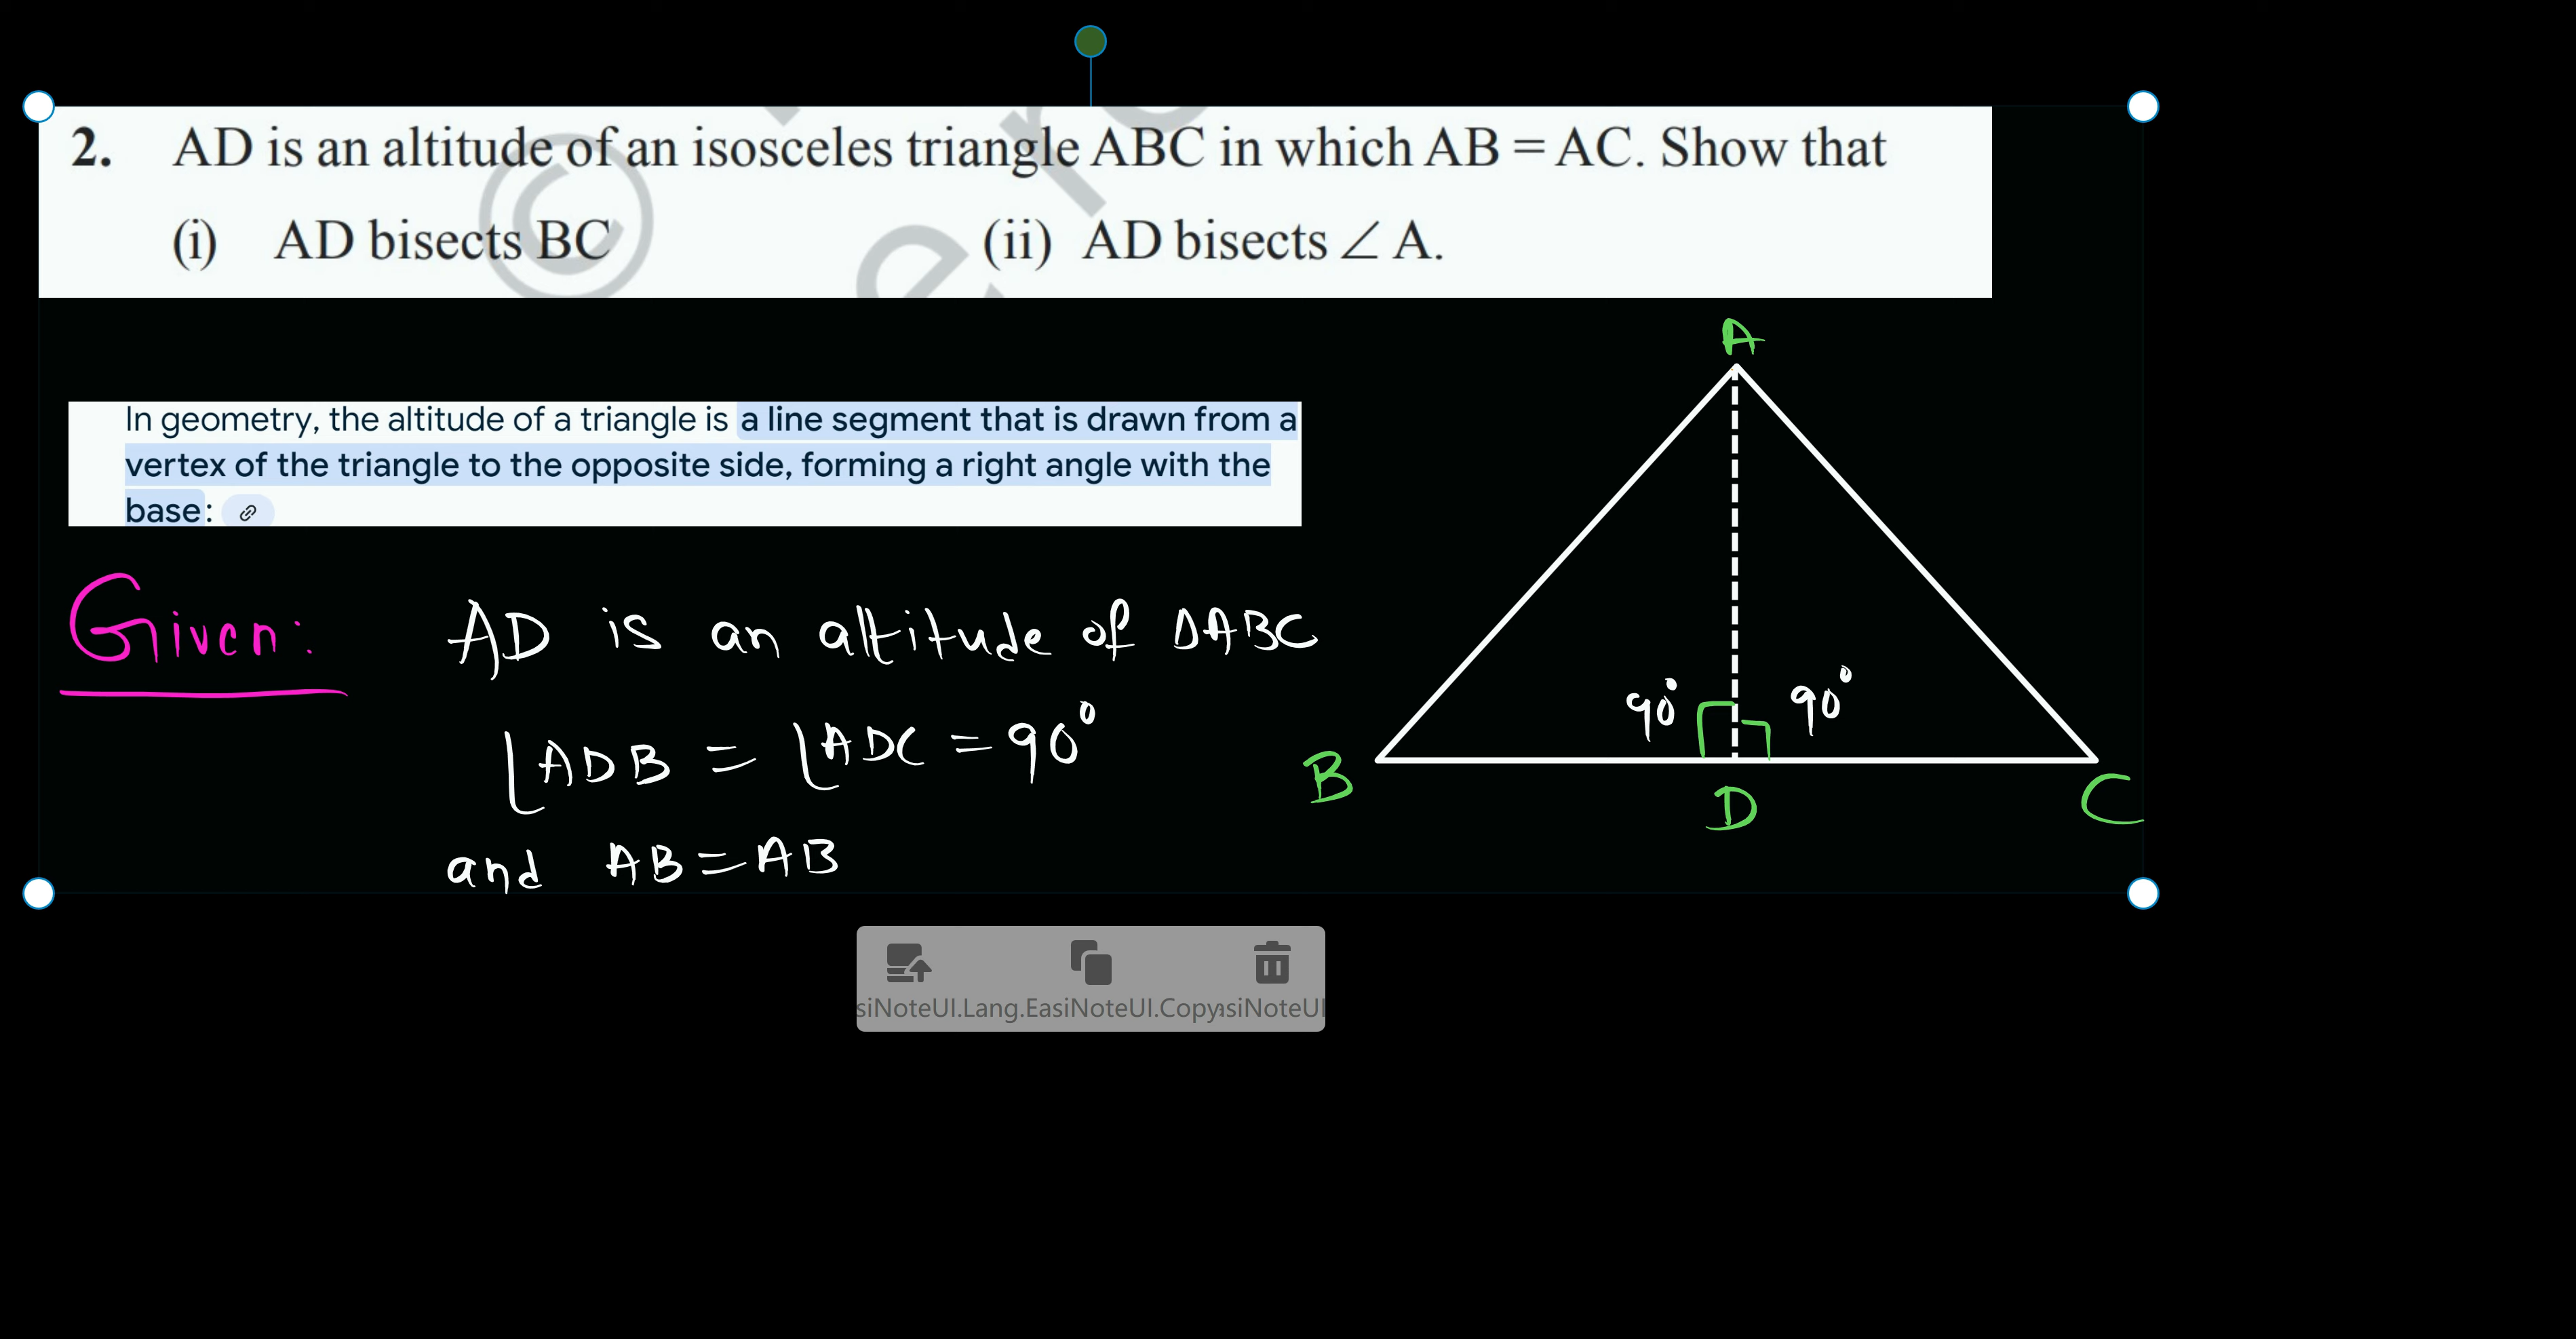 2. AD is an altitude of an isosceles triangle ABC in which AB = AC. Show that
(i) AD bisects BC (ii) AD bisects ∠ A.
In geometry, the altitude of a triangle is a line segment that is drawn from a
vertex of the triangle to the opposite side, forming a right angle with the
base:
Given: AD is an altitude of ΔABC
∠ADB = ∠ADC = 90°
and AB = AB
A
90° 90°
B D C
siNoteUI.Lang.EasiNoteUI.CopyasiNoteUI